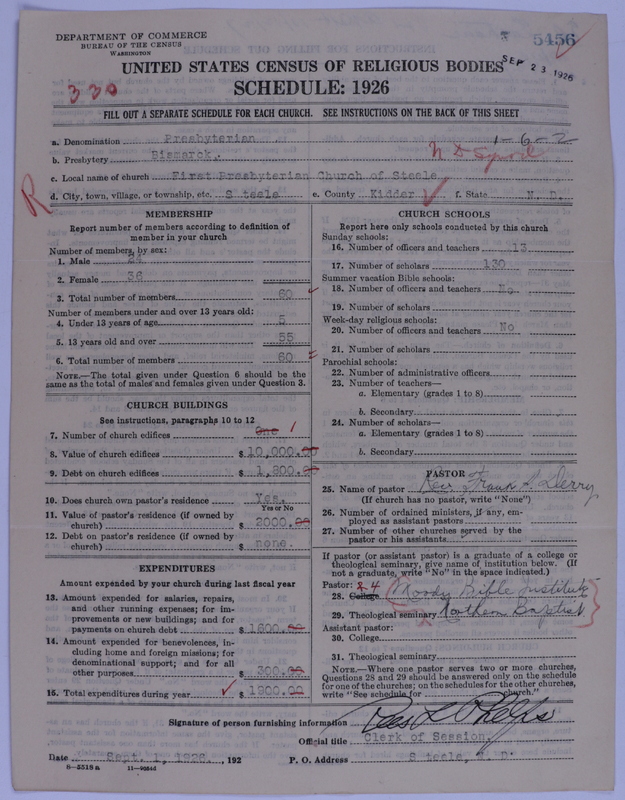 DEPARTMENT OF COMMERCE
BUREAU OF THE CENSUS
WASHINGTON
5456
SEP 23 1926
UNITED STATES CENSUS OF RELIGIOUS BODIES
SCHEDULE: 1926
330
FILL OUT A SEPARATE SCHEDULE FOR EACH CHURCH. SEE INSTRUCTIONS ON THE BACK OF THIS SHEET
a. Denomination Presbyterian 1-6-2
b. Presbytery Bismarck.
c. Local name of church First Presbyterian Church of Steele
R
d. City, town, village, or township, etc. Steele e. County Kidder f. State N. D.
MEMBERSHIP
Report number of members according to definition of
member in your church
Number of members, by sex:
1. Male 24
2. Female 36
3. Total number of members 60
Number of members under and over 13 years old:
4. Under 13 years of age 5
5. 13 years old and over 55
6. Total number of members 60
NOTE.—The total given under Question 6 should be
same as the total of males and females given under Question 3.
CHURCH BUILDINGS
See instructions, paragraphs 10 to 12
7. Number of church edifices One 1
8. Value of church edifices $10,000.00
9. Debt on church edifices $1,800.00
10. Does church own pastor's residence Yes.
Yes or No
11. Value of pastor's residence (if owned by
church) $2000.00
12. Debt on pastor's residence (if owned by
church) $none.
EXPENDITURES
Amount expended by your church during last fiscal year
13. Amount expended for salaries, repairs,
and other running expenses; for im-
provements or new buildings; and for
payments on church debt $1600.00
14. Amount expended for benevolences, in-
cluding home and foreign missions; for
denominational support; and for all
other purposes $300.00
15. Total expenditures during year $1900.00
CHURCH SCHOOLS
Report here only schools conducted by this church
Sunday schools:
16. Number of officers and teachers 13
17. Number of scholars 130
Summer vacation Bible schools:
18. Number of officers and teachers No
19. Number of scholars
Week-day religious schools:
20. Number of officers and teachers No
21. Number of scholars
Parochial schools:
22. Number of administrative officers
23. Number of teachers—
a. Elementary (grades 1 to 8)
b. Secondary
24. Number of scholars—
a. Elementary (grades 1 to 8)
b. Secondary
PASTOR
25. Name of pastor Rev Frank L. Derry
(If church has no pastor, write "None")
26. Number of ordained ministers, if any, em-
ployed as assistant pastors
27. Number of other churches served by the
pastor or his assistants
If pastor (or assistant pastor) is a graduate of a college or
theological seminary, give name of institution below. (If
not a graduate, write "No" in the space indicated.)
Pastor: 4
28. College Moody Bible Institute
29. Theological seminary Northern Baptist
Assistant pastor:
30. College
31. Theological seminary
NOTE.—Where one pastor serves two or more churches,
Questions 28 and 29 should be answered only on the schedule
for one of the churches; on the schedules for the other churches,
write "See schedule for church."
Signature of person furnishing information
Official title Clerk of Session.
Date Sept. 1, 1926. , 192 P. O. Address Steele, N. D.
8-5518a 11-9664d